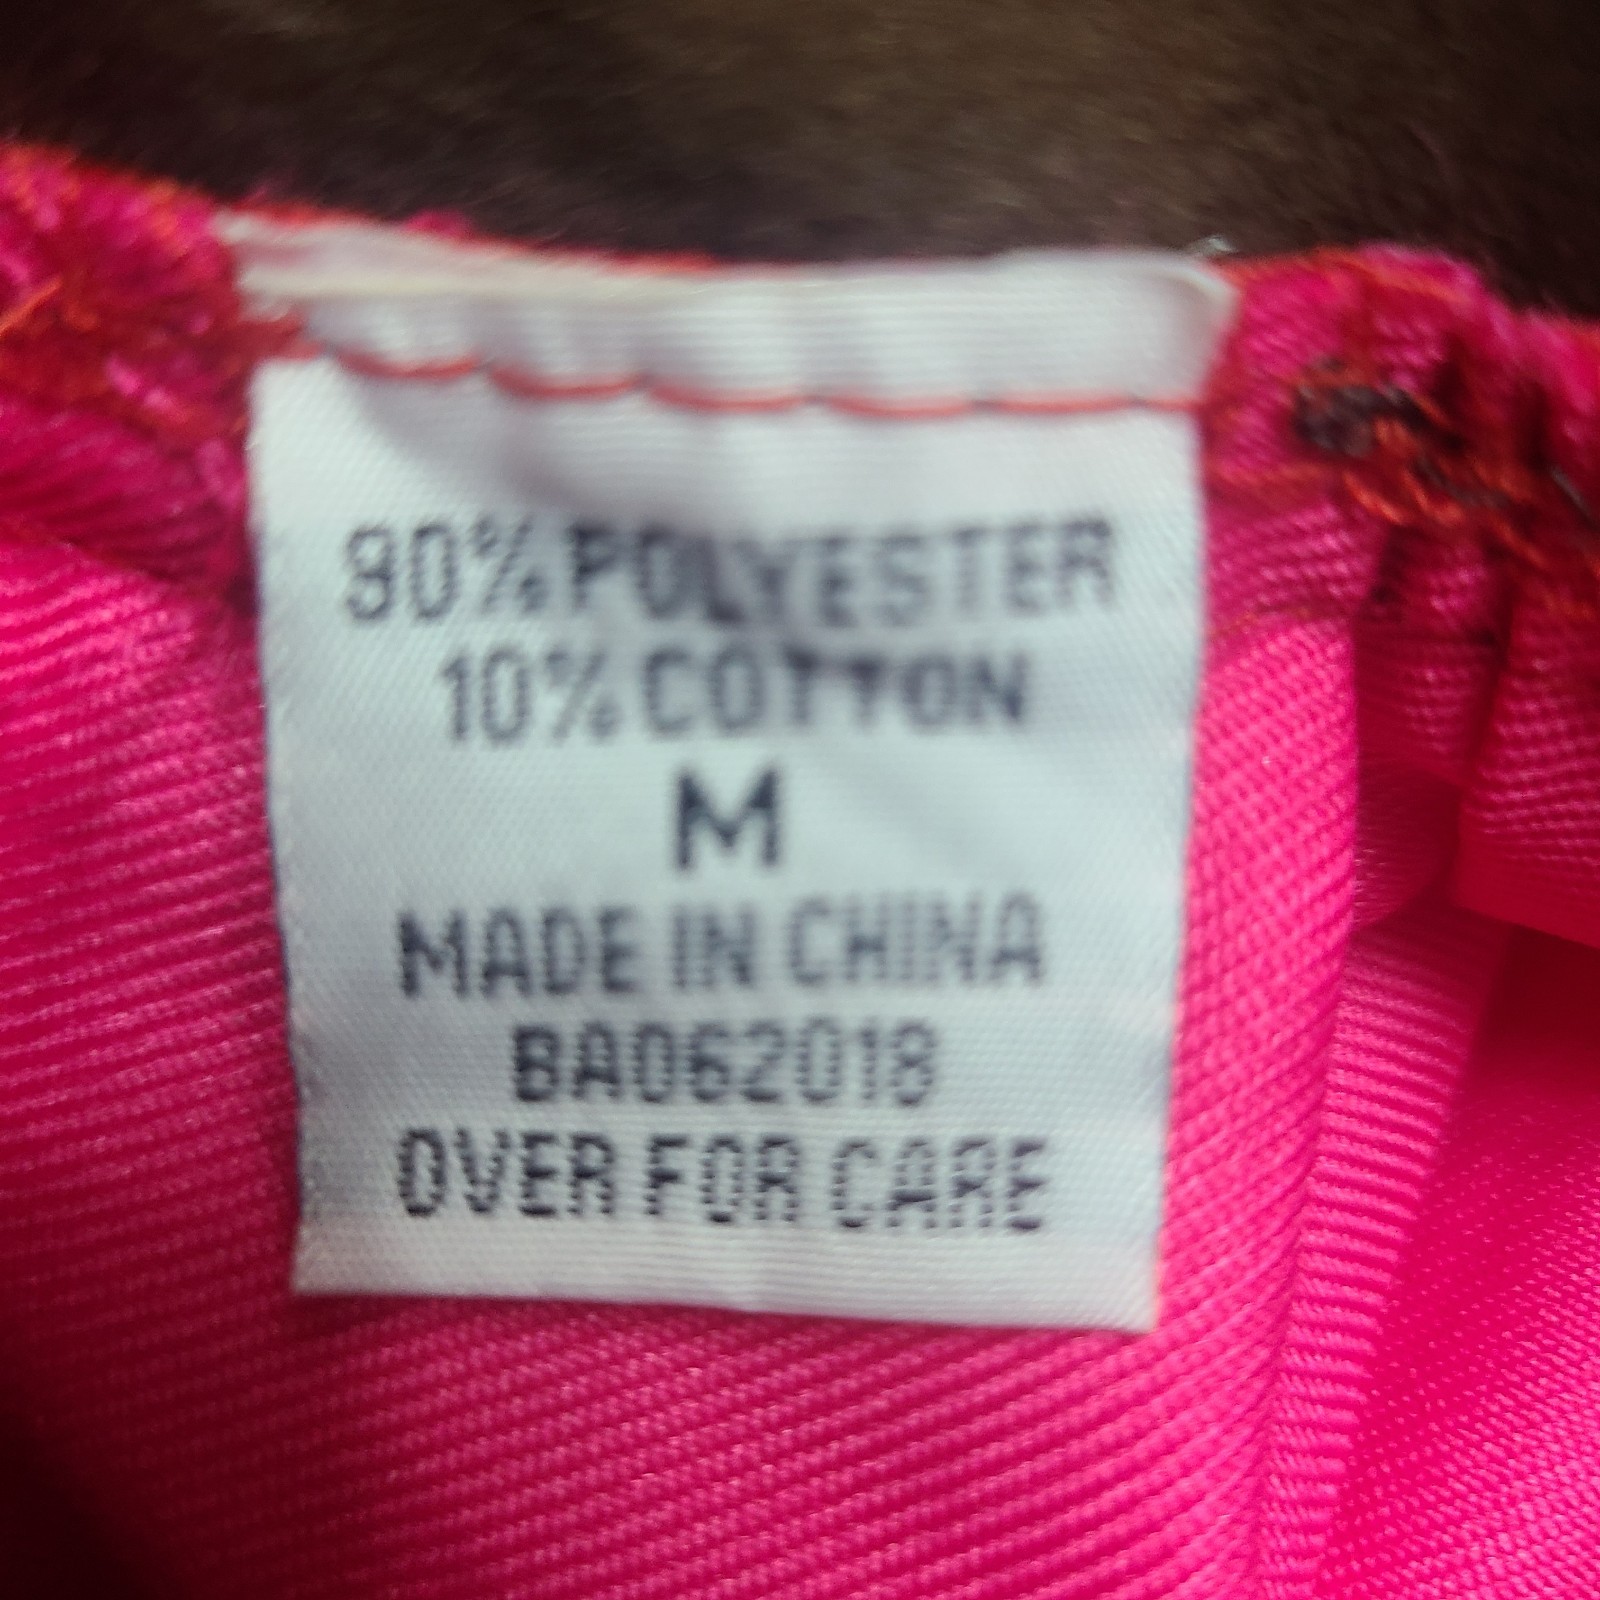 90% POLYESTER
10% COTTON
M
MADE IN CHINA
BA062018
OVER FOR CARE